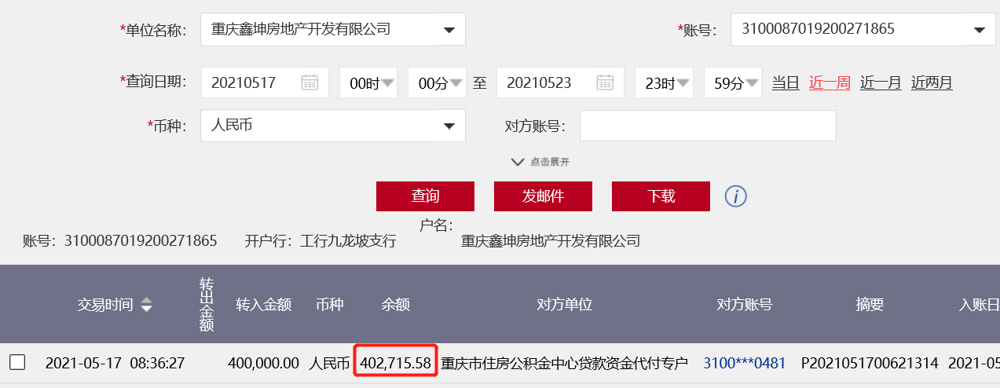 *单位名称： 重庆鑫坤房地产开发有限公司 *账号： 3100087019200271865
*查询日期： 20210517 00时 00分 至 20210523 23时 59分 当日 近一周 近一月 近两月
*币种： 人民币 对方账号：
点击展开
查询 发邮件 下载 i
账号：3100087019200271865 开户行：工行九龙坡支行 户名：重庆鑫坤房地产开发有限公司
交易时间 转出金额 转入金额 币种 余额 对方单位 对方账号 摘要 入账日
2021-05-17 08:36:27 400,000.00 人民币 402,715.58 重庆市住房公积金中心贷款资金代付专户 3100***0481 P2021051700621314 2021-05